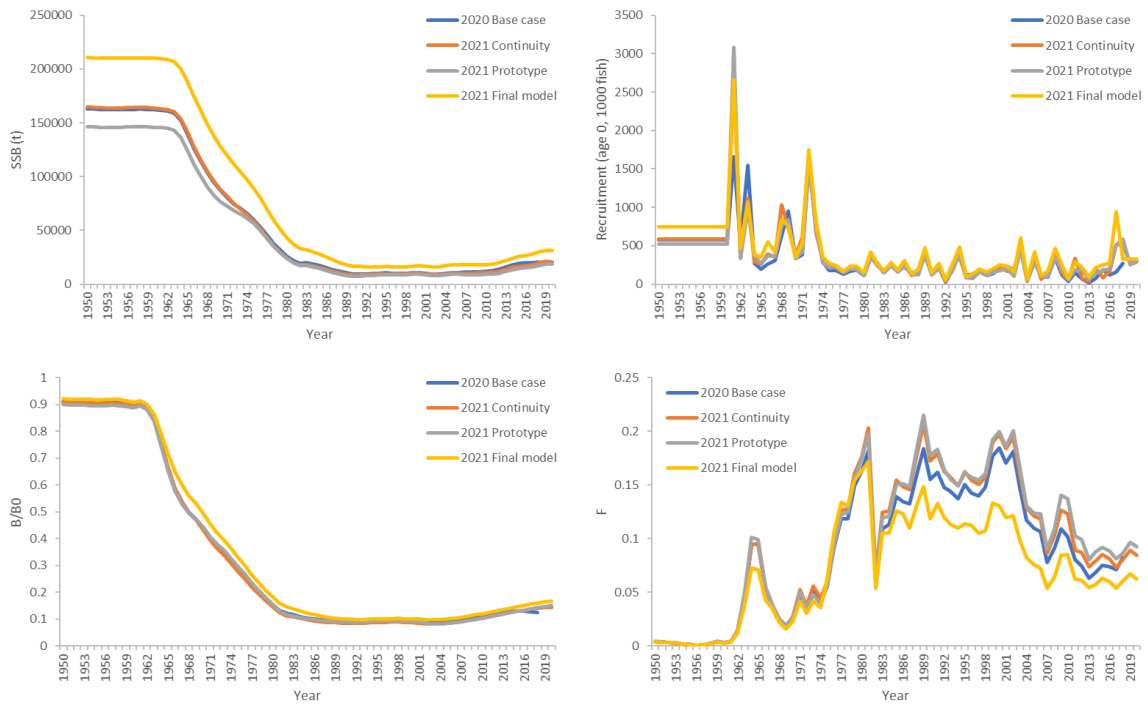 250000
200000
150000
100000
50000
0
SSB (t)
1950 1953 1956 1959 1962 1965 1968 1971 1974 1977 1980 1983 1986 1989 1992 1995 1998 2001 2004 2007 2010 2013 2016 2019
Year
2020 Base case
2021 Continuity
2021 Prototype
2021 Final model
3500
3000
2500
2000
1500
1000
500
0
Recruitment (age 0, 1000 fish)
1950 1953 1956 1959 1962 1965 1968 1971 1974 1977 1980 1983 1986 1989 1992 1995 1998 2001 2004 2007 2010 2013 2016 2019
Year
2020 Base case
2021 Continuity
2021 Prototype
2021 Final model
1
0.9
0.8
0.7
0.6
0.5
0.4
0.3
0.2
0.1
0
B/B0
1950 1953 1956 1959 1962 1965 1968 1971 1974 1977 1980 1983 1986 1989 1992 1995 1998 2001 2004 2007 2010 2013 2016 2019
Year
2020 Base case
2021 Continuity
2021 Prototype
2021 Final model
0.25
0.2
0.15
0.1
0.05
0
F
1950 1953 1956 1959 1962 1965 1968 1971 1974 1977 1980 1983 1986 1989 1992 1995 1998 2001 2004 2007 2010 2013 2016 2019
Year
2020 Base case
2021 Continuity
2021 Prototype
2021 Final model